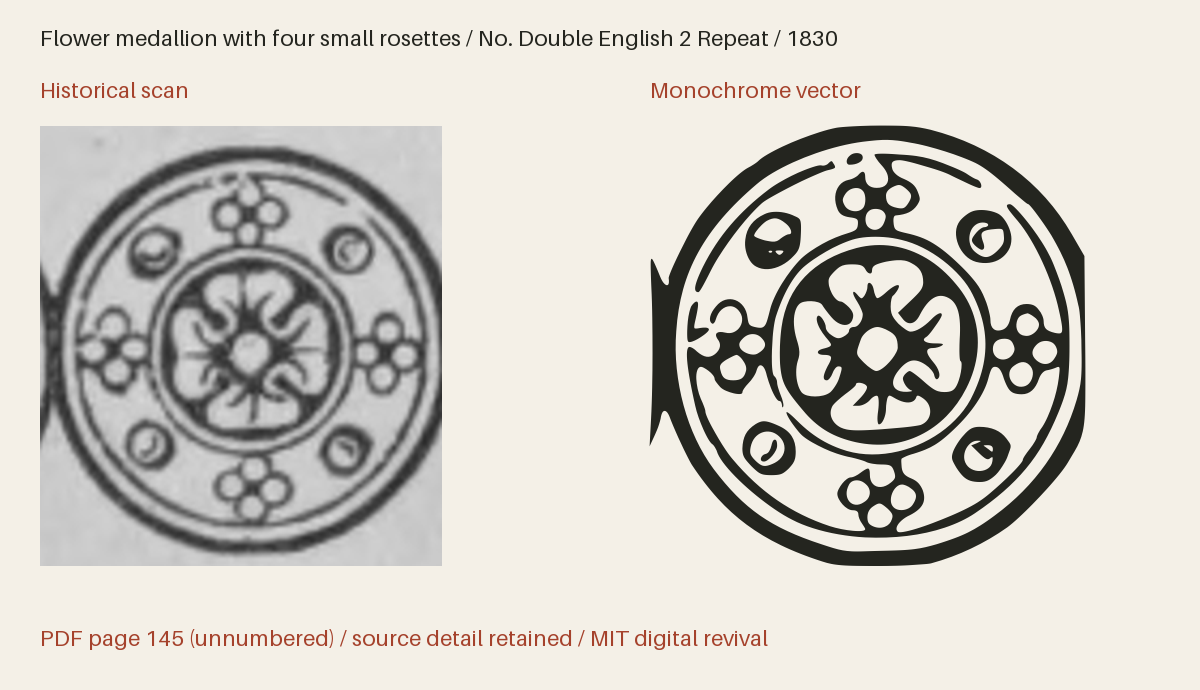 Flower medallion with four small rosettes / No. Double English 2 Repeat / 1830
Historical scan
Monochrome vector
PDF page 145 (unnumbered) / source detail retained / MIT digital revival